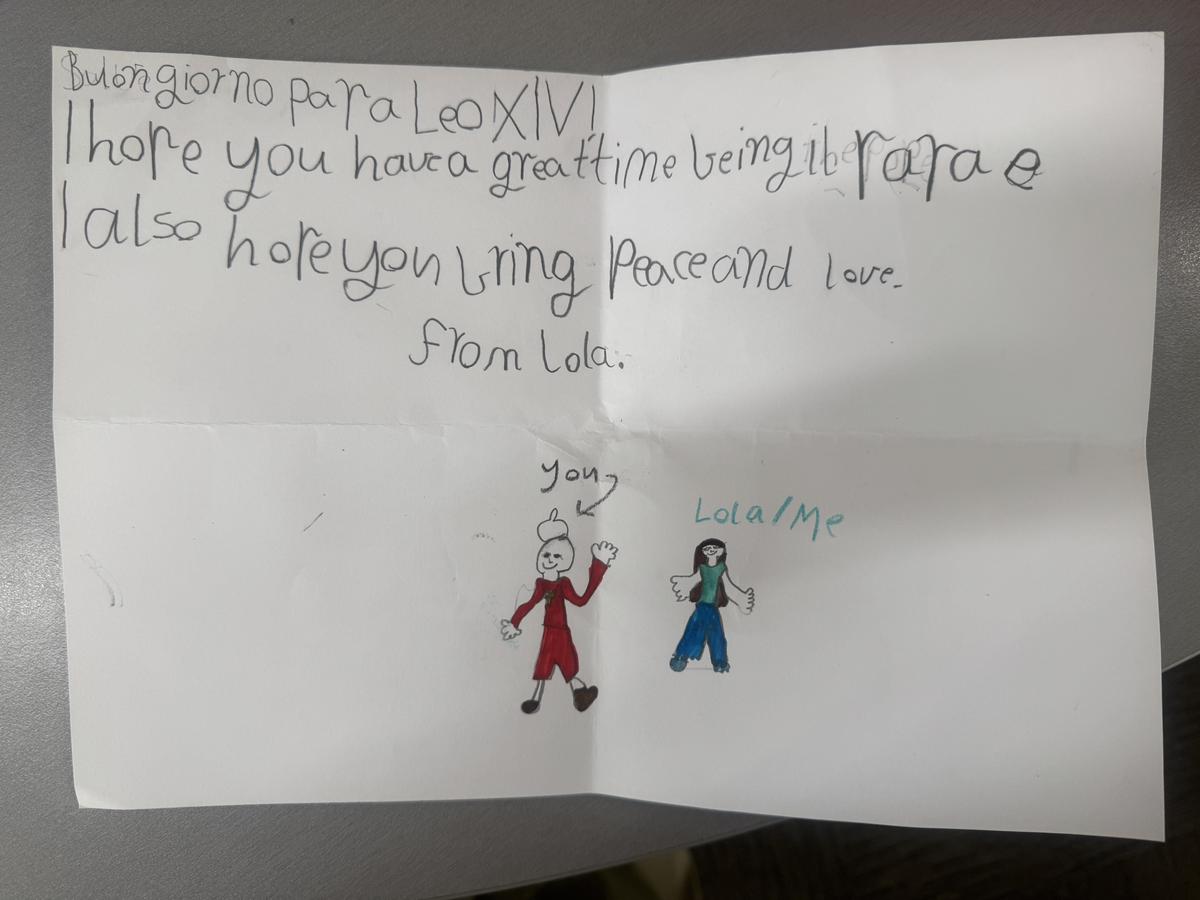 Buongiorno papa Leo XIV!
I hope you have a great time being papa
I also hope you bring Peace and love.
from Lola.
you
Lola/Me